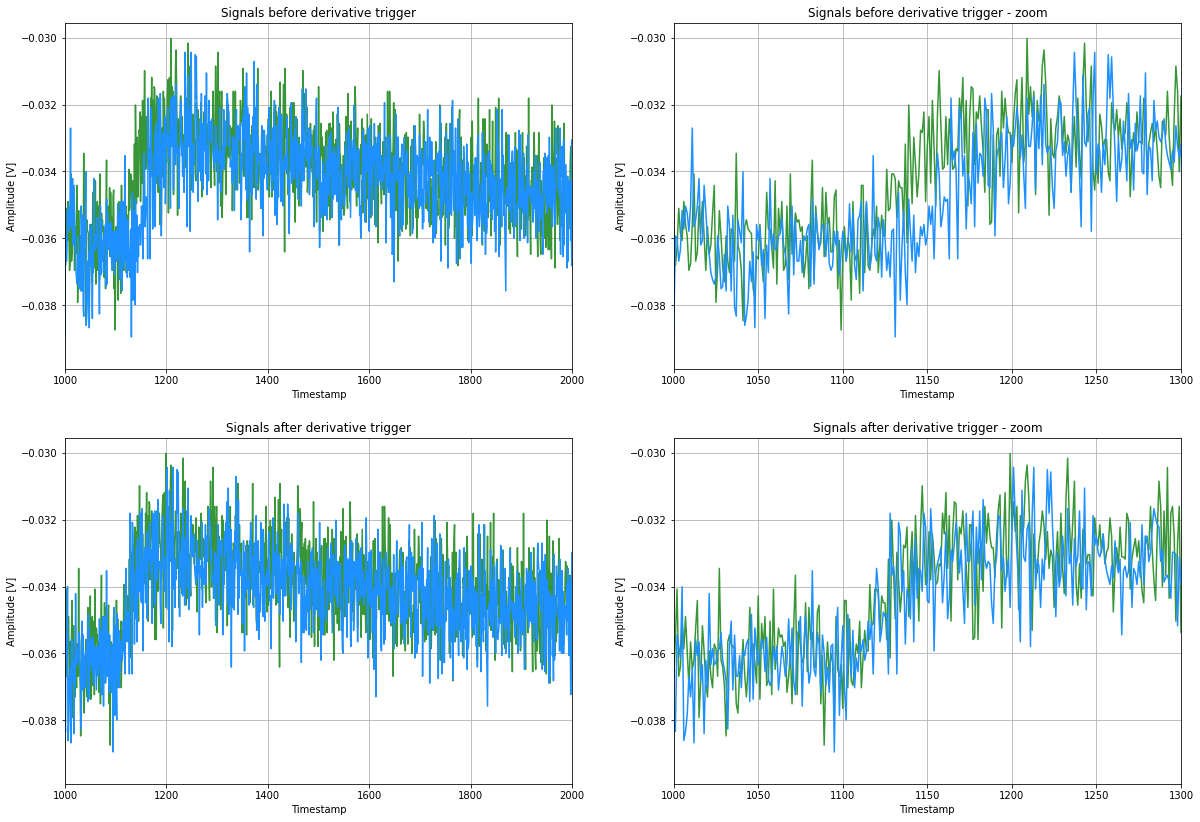 Signals before derivative trigger
Amplitude [V]
−0.030
−0.032
−0.034
−0.036
−0.038
1000 1200 1400 1600 1800 2000
Timestamp
Signals before derivative trigger - zoom
Amplitude [V]
−0.030
−0.032
−0.034
−0.036
−0.038
1000 1050 1100 1150 1200 1250 1300
Timestamp
Signals after derivative trigger
Amplitude [V]
−0.030
−0.032
−0.034
−0.036
−0.038
1000 1200 1400 1600 1800 2000
Timestamp
Signals after derivative trigger - zoom
Amplitude [V]
−0.030
−0.032
−0.034
−0.036
−0.038
1000 1050 1100 1150 1200 1250 1300
Timestamp